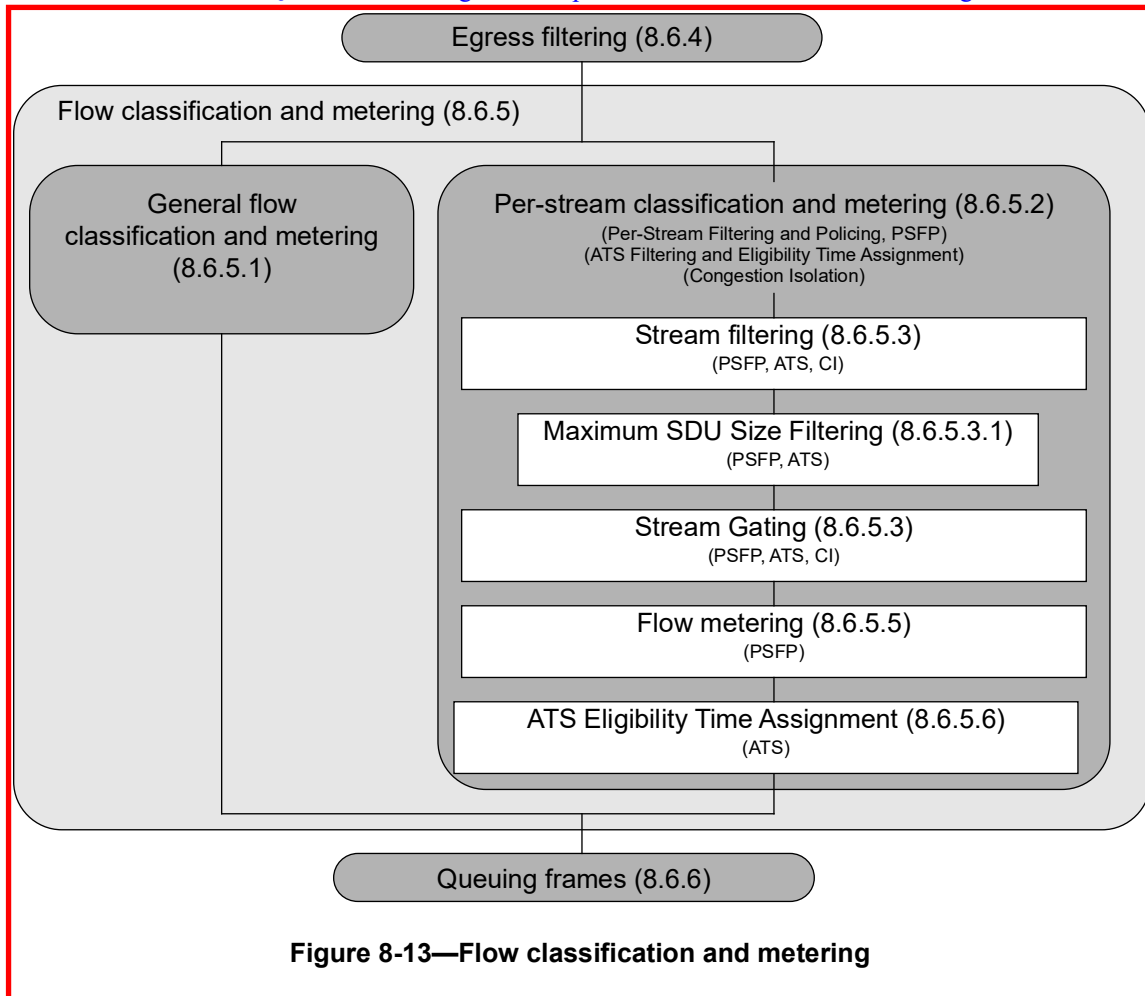 Egress filtering (8.6.4)
Flow classification and metering (8.6.5)
General flow
classification and metering
(8.6.5.1)
Per-stream classification and metering (8.6.5.2)
(Per-Stream Filtering and Policing, PSFP)
(ATS Filtering and Eligibility Time Assignment)
(Congestion Isolation)
Stream filtering (8.6.5.3)
(PSFP, ATS, CI)
Maximum SDU Size Filtering (8.6.5.3.1)
(PSFP, ATS)
Stream Gating (8.6.5.3)
(PSFP, ATS, CI)
Flow metering (8.6.5.5)
(PSFP)
ATS Eligibility Time Assignment (8.6.5.6)
(ATS)
Queuing frames (8.6.6)
Figure 8-13—Flow classification and metering